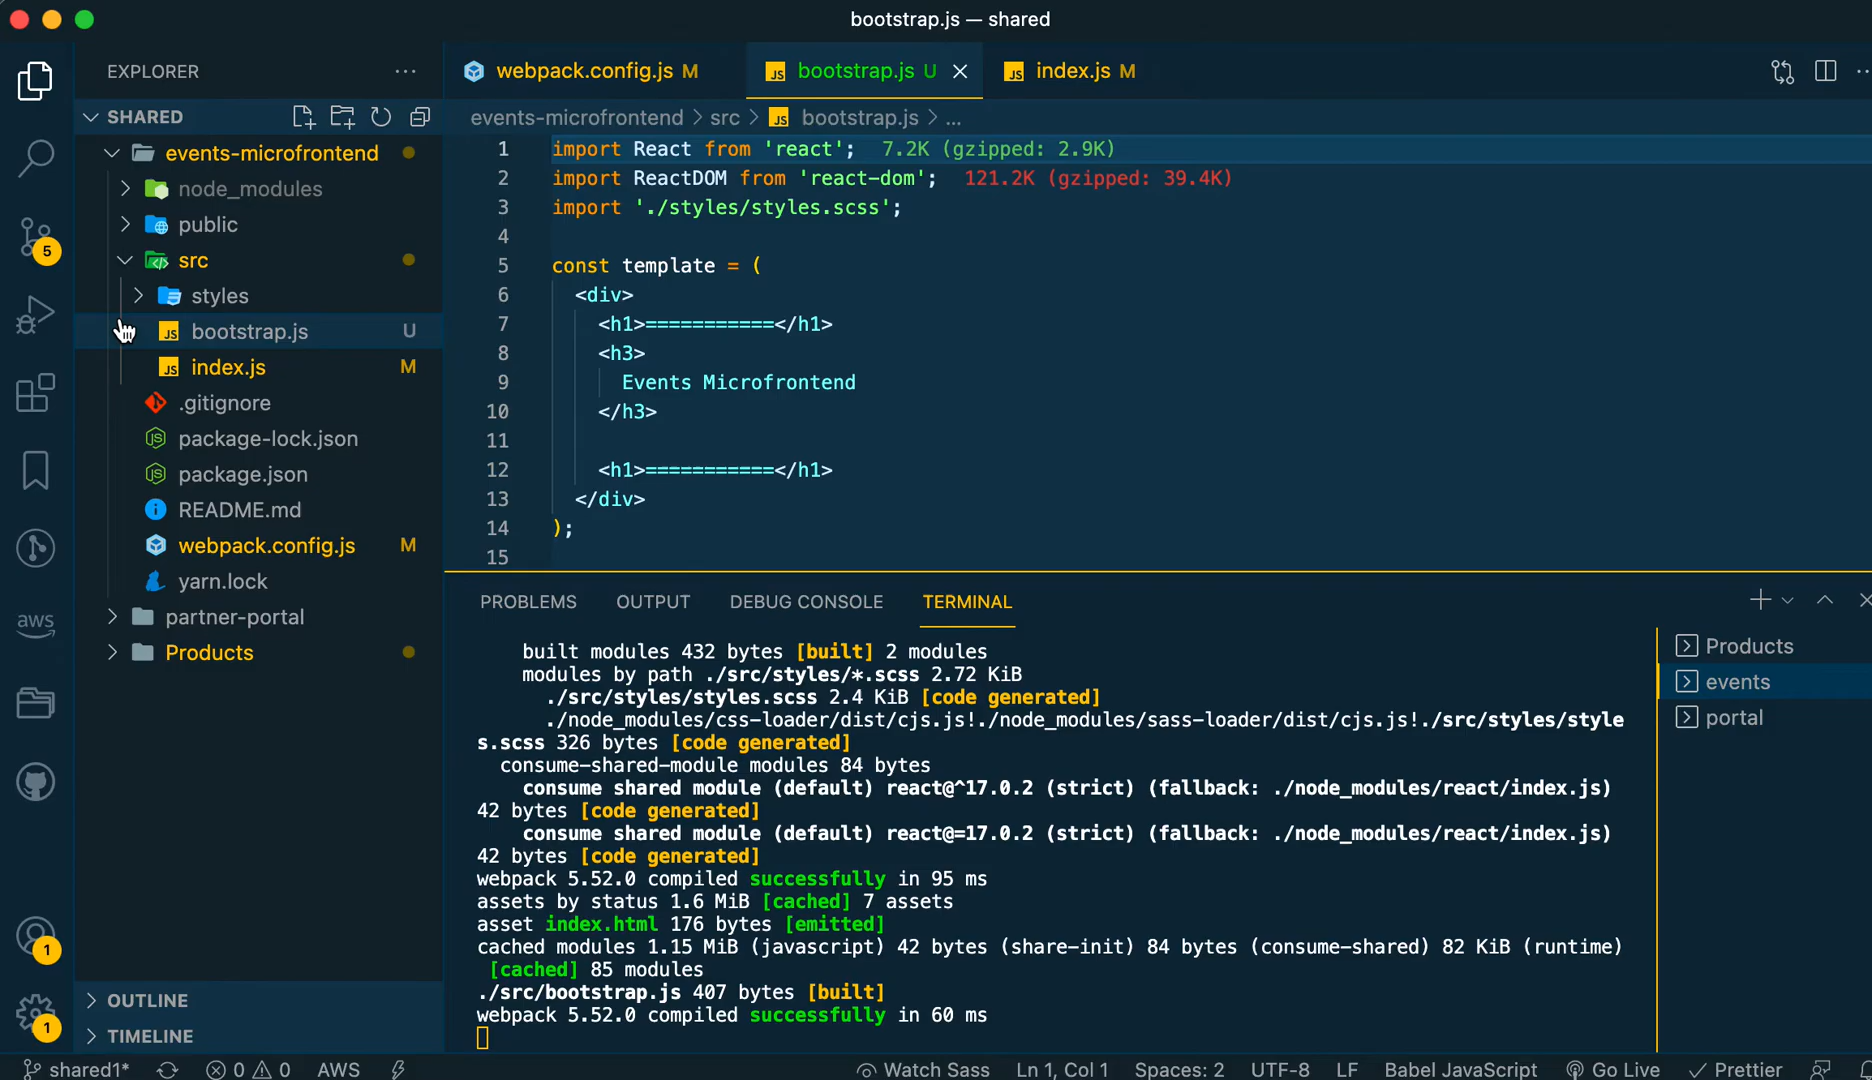 bootstrap.js — shared
EXPLORER
SHARED
events-microfrontend
node_modules
public
src
styles
bootstrap.js U
index.js M
.gitignore
package-lock.json
package.json
README.md
webpack.config.js M
yarn.lock
partner-portal
Products
OUTLINE
TIMELINE
5
aws
1
1
webpack.config.js M
bootstrap.js U
index.js M
events-microfrontend > src > JS bootstrap.js > ...
1 import React from 'react'; 7.2K (gzipped: 2.9K)
2 import ReactDOM from 'react-dom'; 121.2K (gzipped: 39.4K)
3 import './styles/styles.scss';
4
5 const template = (
6 <div>
7 <h1>===========</h1>
8 <h3>
9 Events Microfrontend
10 </h3>
11
12 <h1>===========</h1>
13 </div>
14 );
15
PROBLEMS OUTPUT DEBUG CONSOLE TERMINAL
built modules 432 bytes [built] 2 modules
modules by path ./src/styles/*.scss 2.72 KiB
./src/styles/styles.scss 2.4 KiB [code generated]
./node_modules/css-loader/dist/cjs.js!./node_modules/sass-loader/dist/cjs.js!./src/styles/style
s.scss 326 bytes [code generated]
consume-shared-module modules 84 bytes
consume shared module (default) react@^17.0.2 (strict) (fallback: ./node_modules/react/index.js)
42 bytes [code generated]
consume shared module (default) react@=17.0.2 (strict) (fallback: ./node_modules/react/index.js)
42 bytes [code generated]
webpack 5.52.0 compiled successfully in 95 ms
assets by status 1.6 MiB [cached] 7 assets
asset index.html 176 bytes [emitted]
cached modules 1.15 MiB (javascript) 42 bytes (share-init) 84 bytes (consume-shared) 82 KiB (runtime)
[cached] 85 modules
./src/bootstrap.js 407 bytes [built]
webpack 5.52.0 compiled successfully in 60 ms
Products
events
portal
shared1* 0 0 AWS Watch Sass Ln 1, Col 1 Spaces: 2 UTF-8 LF Babel JavaScript Go Live Prettier